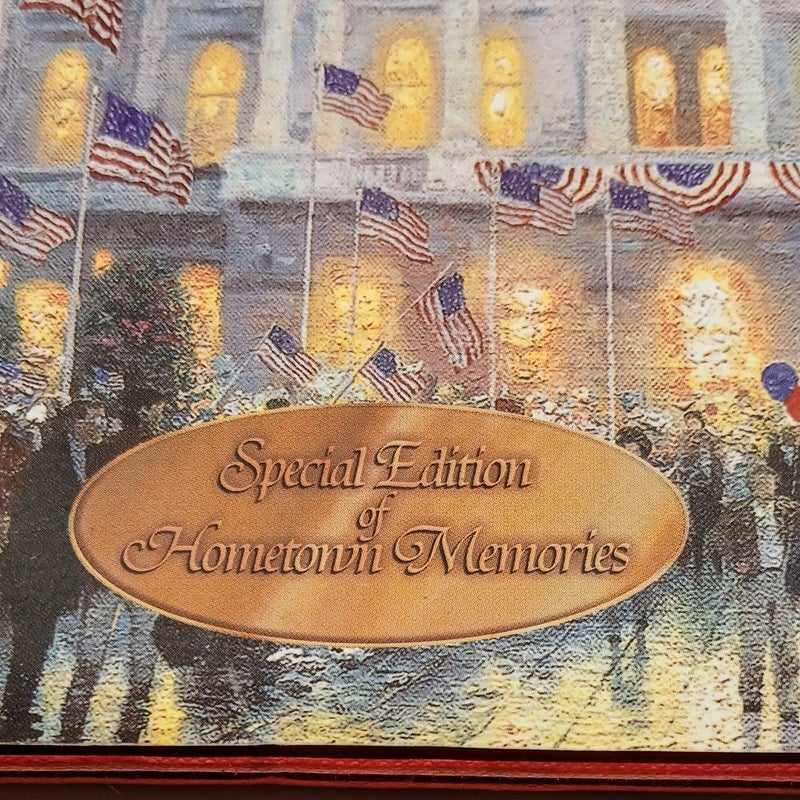 Special Edition
of
Hometown Memories